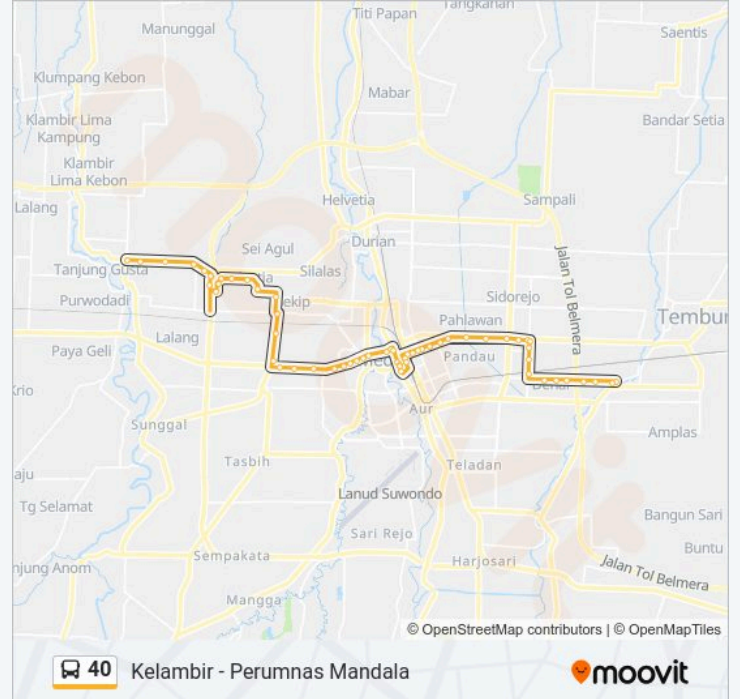 Titi Papan
Tangkahan
Manunggal
Saentis
Klumpang Kebon
Mabar
Klambir Lima
Kampung
Bandar Setia
Klambir
Lima Kebon
Helvetia
Sampali
Lalang
Durian
Sei Agul
Jalan Tol Belmera
Tanjung Gusta
Silalas
Purwodadi
Sidorejo
Pahlawan
Lalang
Paya Geli
Pandau
Aur
Sunggal
Amplas
Tasbih
Teladan
Lanud Suwondo
Tg Selamat
Bangun Sari
Sari Rejo
Buntu
Sempakata
Harjosari
njung Anom
Jalan Tol Belmera
Mangga
© OpenStreetMap contributors | © OpenMapTiles
40 Kelambir - Perumnas Mandala
moovit